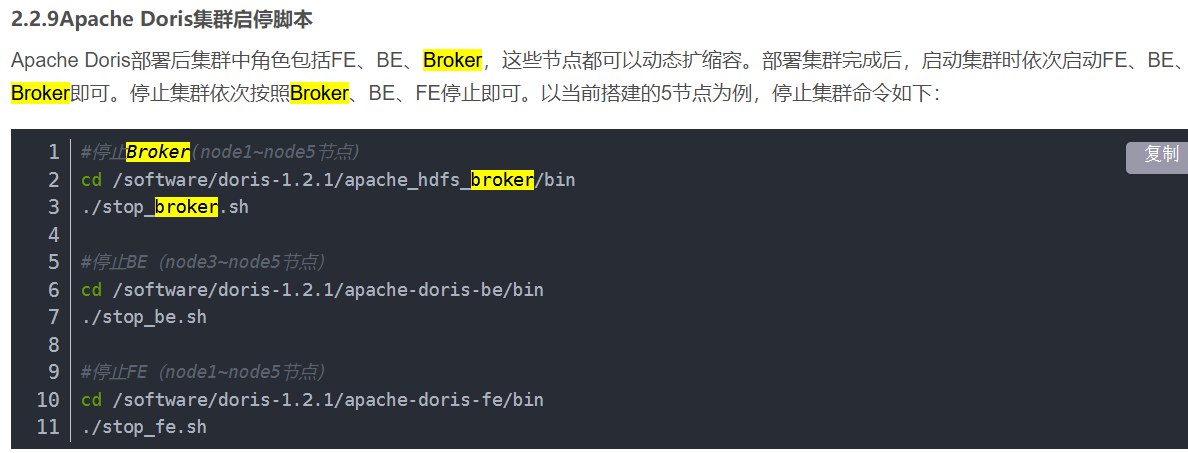 2.2.9Apache Doris集群启停脚本
Apache Doris部署后集群中角色包括FE、BE、Broker，这些节点都可以动态扩缩容。部署集群完成后，启动集群时依次启动FE、BE、
Broker即可。停止集群依次按照Broker、BE、FE停止即可。以当前搭建的5节点为例，停止集群命令如下：
复制
1 #停止Broker(node1~node5节点)
2 cd /software/doris-1.2.1/apache_hdfs_broker/bin
3 ./stop_broker.sh
4
5 #停止BE（node3~node5节点）
6 cd /software/doris-1.2.1/apache-doris-be/bin
7 ./stop_be.sh
8
9 #停止FE（node1~node5节点）
10 cd /software/doris-1.2.1/apache-doris-fe/bin
11 ./stop_fe.sh